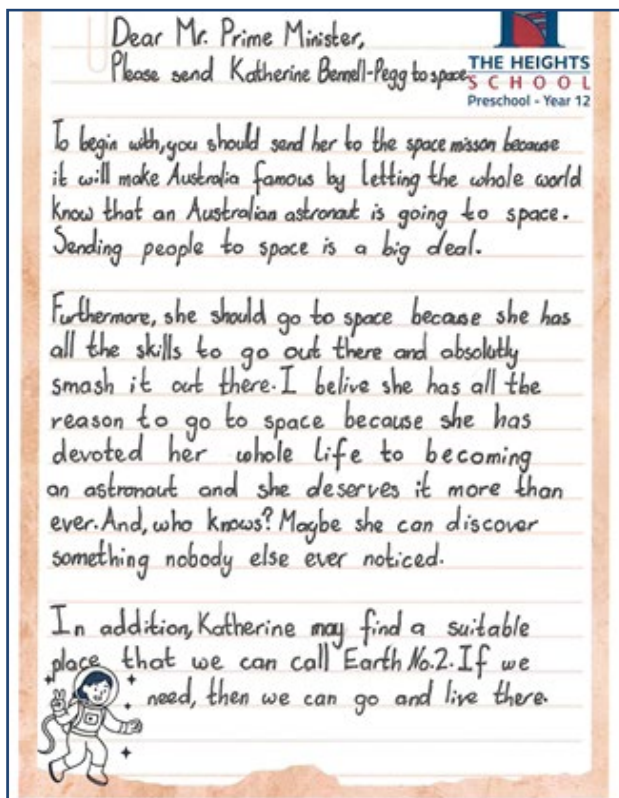 Dear Mr. Prime Minister,
Please send Katherine Bennell-Pegg to space.
THE HEIGHTS
SCHOOL
Preschool - Year 12
To begin with, you should send her to the space misson because
it will make Australia famous by letting the whole world
know that an Australian astronaut is going to space.
Sending people to space is a big deal.
Furthermore, she should go to space because she has
all the skills to go out there and absolutly
smash it out there. I belive she has all the
reason to go to space because she has
devoted her whole life to becoming
an astronaut and she deserves it more than
ever. And, who knows? Maybe she can discover
something nobody else ever noticed.
In addition, Katherine may find a suitable
place that we can call Earth No.2. If we
need, then we can go and live there.